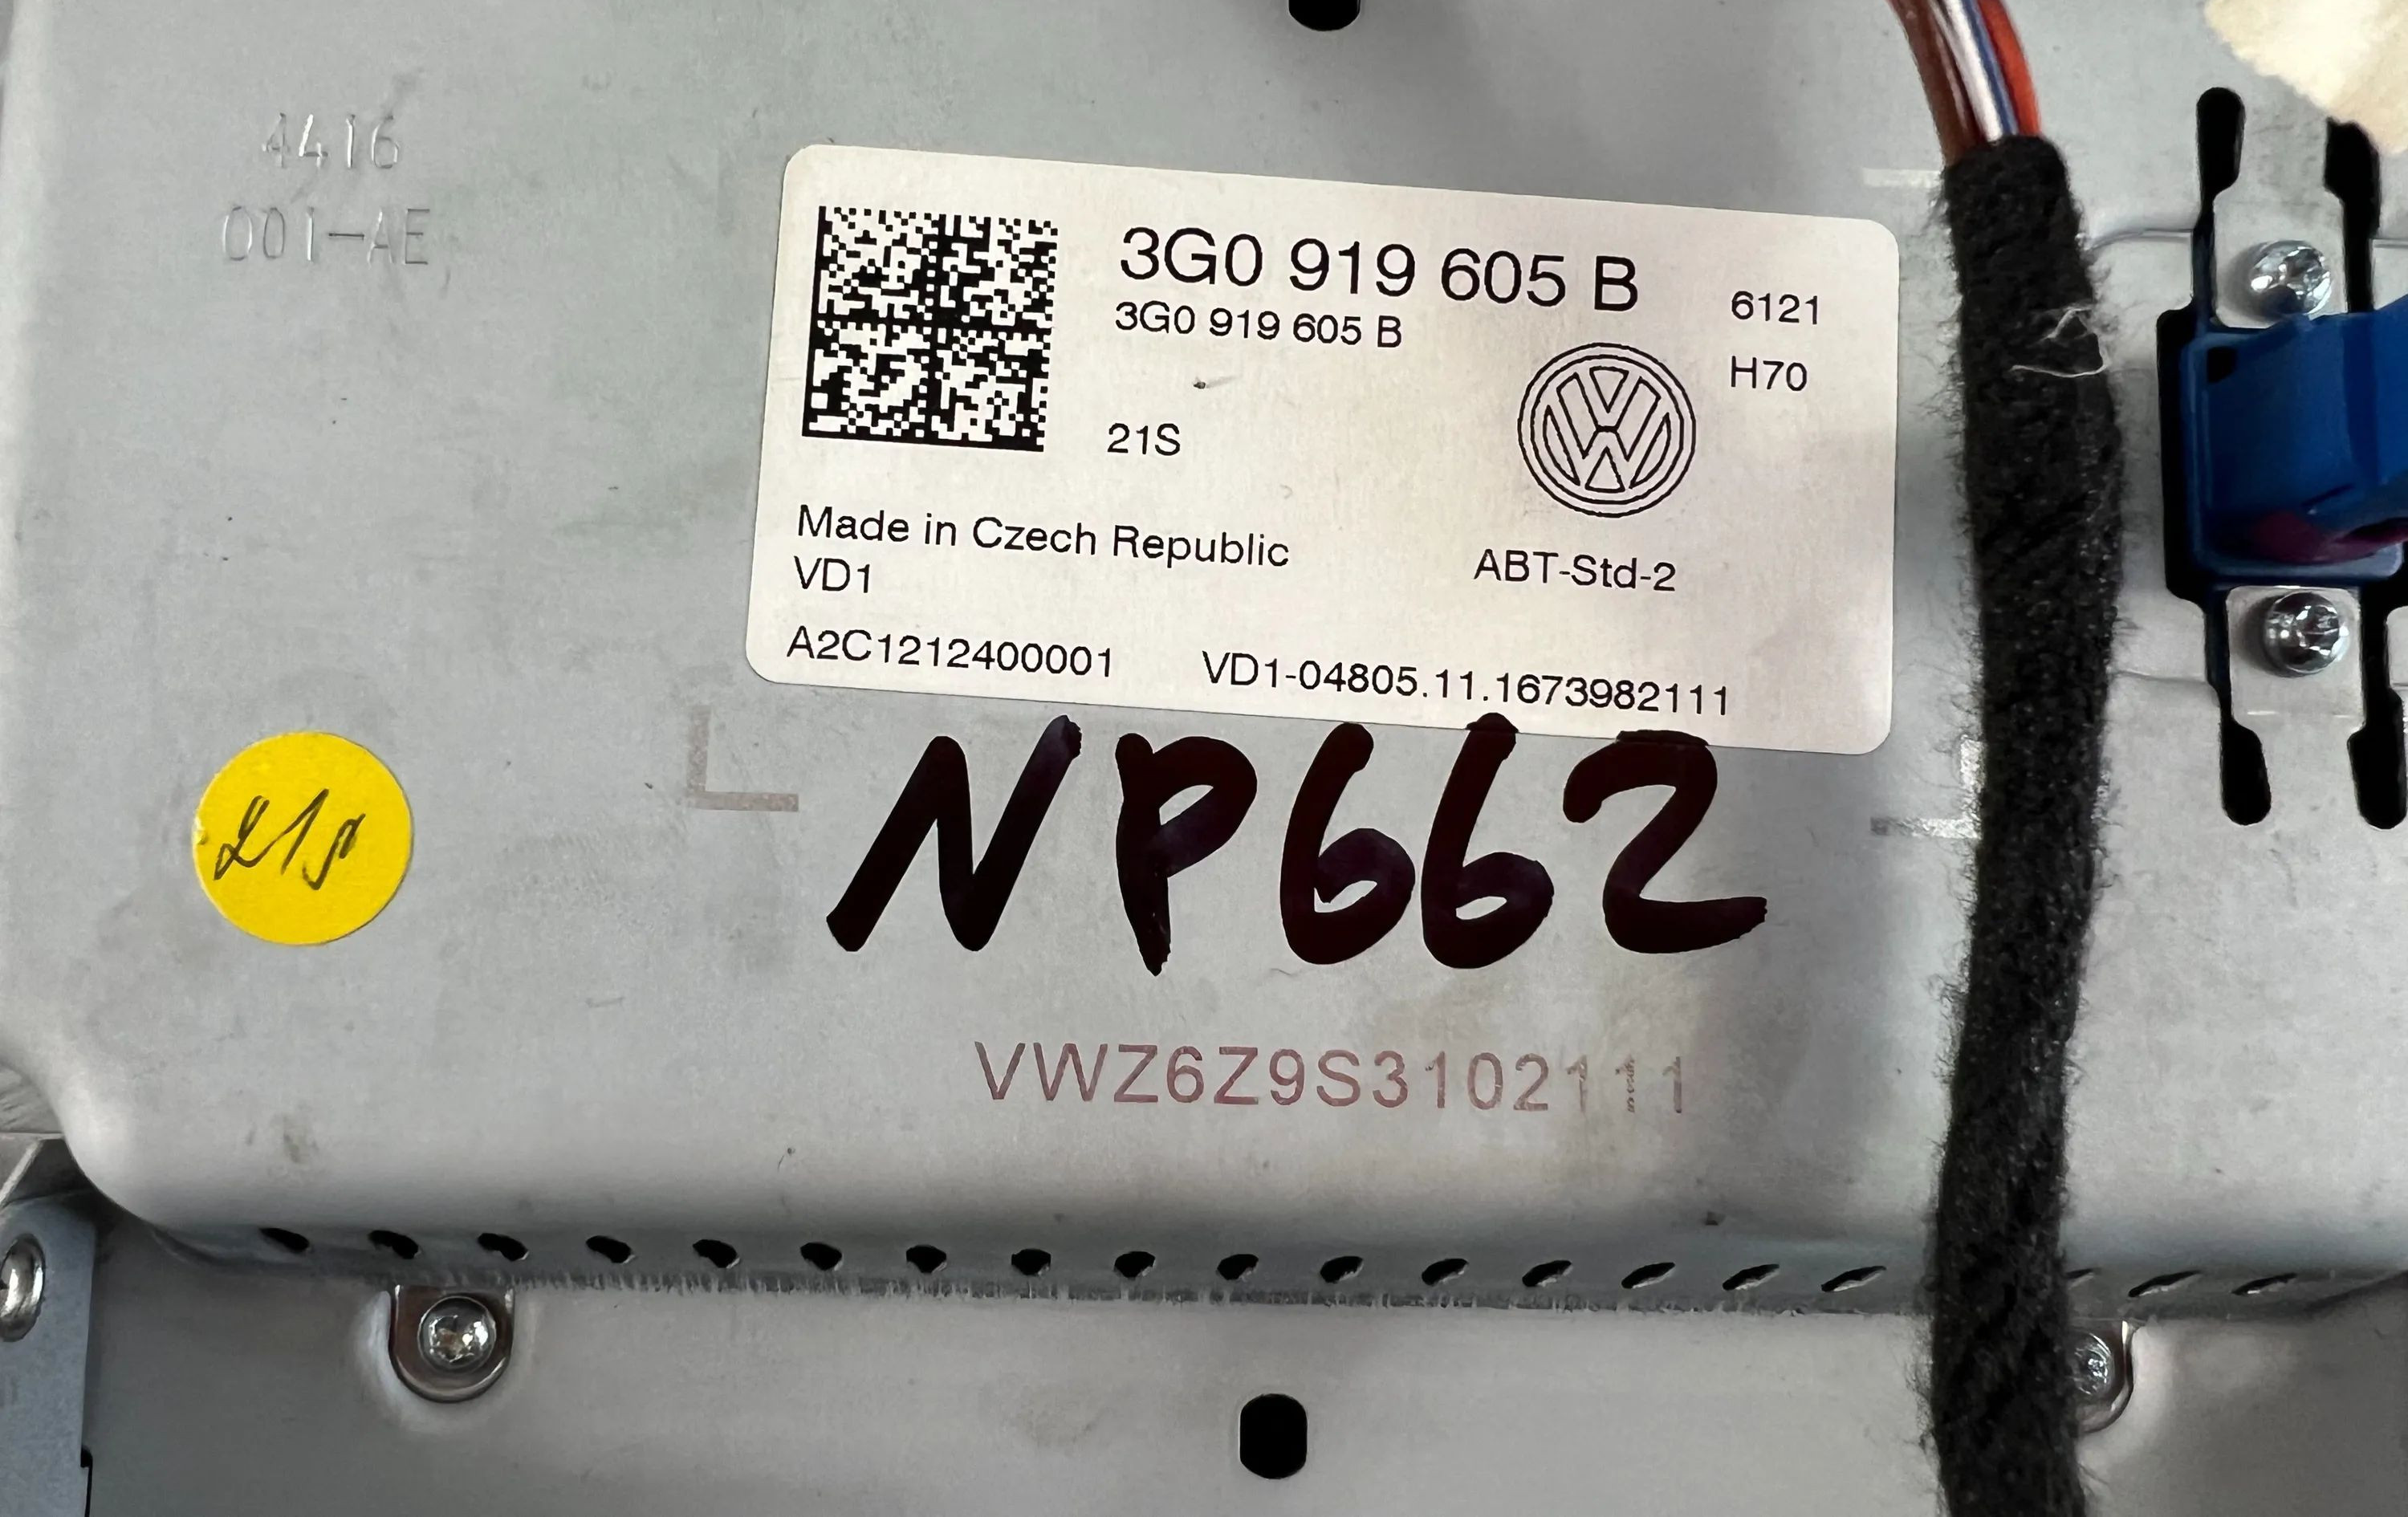 4416
001-AE
3G0 919 605 B
6121
3G0 919 605 B
H70
21S
Made in Czech Republic
ABT-Std-2
VD1
A2C1212400001
VD1-04805.11.1673982111
NP662
VWZ6Z9S3102111